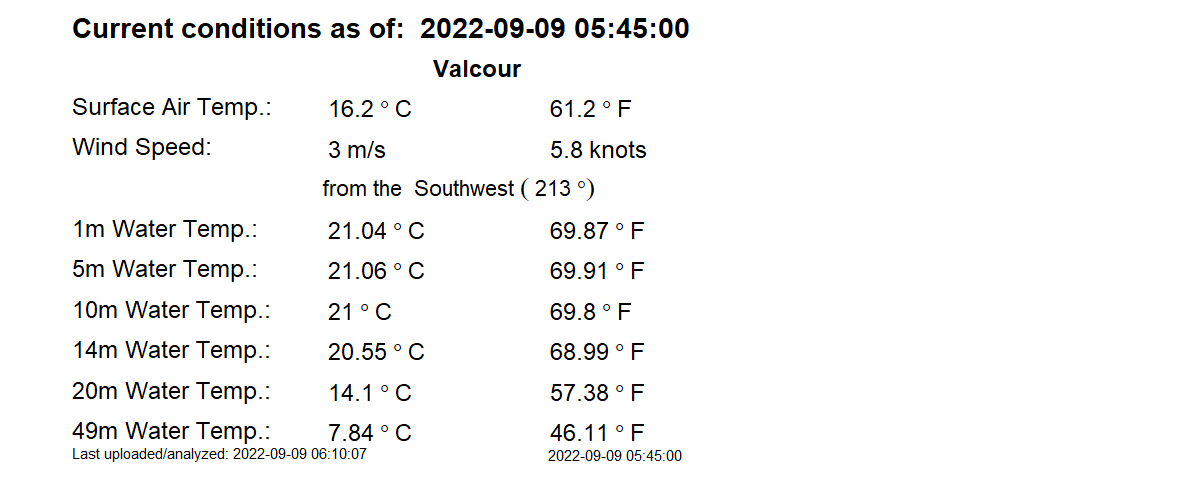 Current conditions as of: 2022-09-09 05:45:00
Valcour
Surface Air Temp.: 16.2 ° C 61.2 ° F
Wind Speed: 3 m/s 5.8 knots
from the Southwest ( 213 °)
1m Water Temp.: 21.04 ° C 69.87 ° F
5m Water Temp.: 21.06 ° C 69.91 ° F
10m Water Temp.: 21 ° C 69.8 ° F
14m Water Temp.: 20.55 ° C 68.99 ° F
20m Water Temp.: 14.1 ° C 57.38 ° F
49m Water Temp.: 7.84 ° C 46.11 ° F
Last uploaded/analyzed: 2022-09-09 06:10:07 2022-09-09 05:45:00